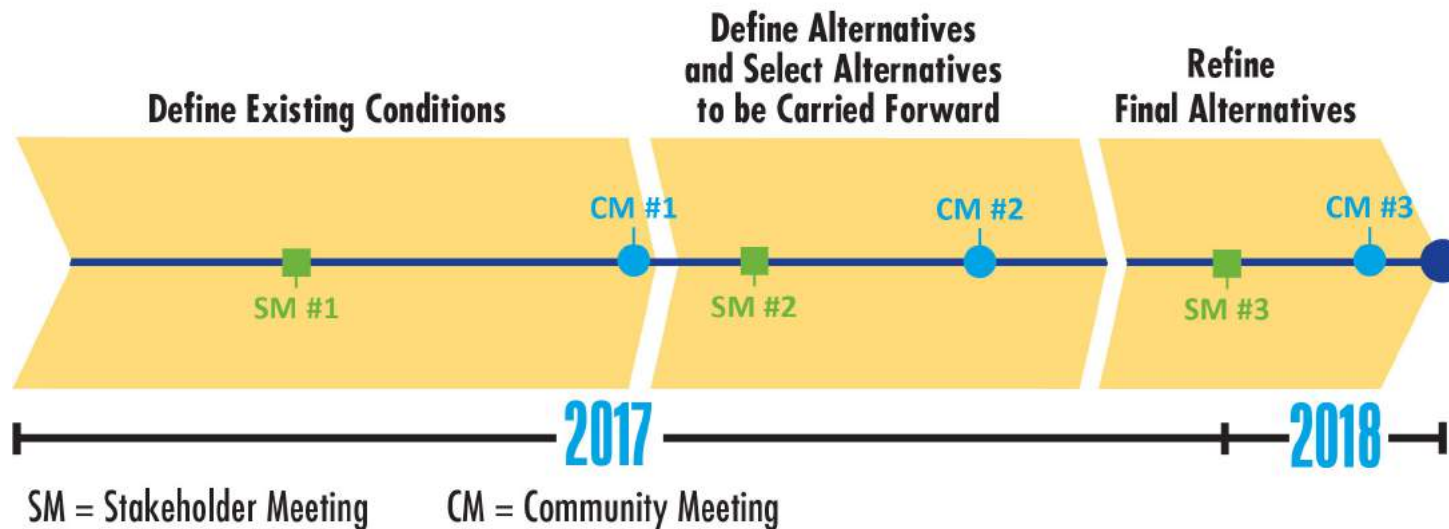 Define Existing Conditions
Define Alternatives
and Select Alternatives
to be Carried Forward
Refine
Final Alternatives
CM #1
CM #2
CM #3
SM #1
SM #2
SM #3
2017
2018
SM = Stakeholder Meeting
CM = Community Meeting